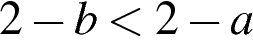 2 − b < 2 − a